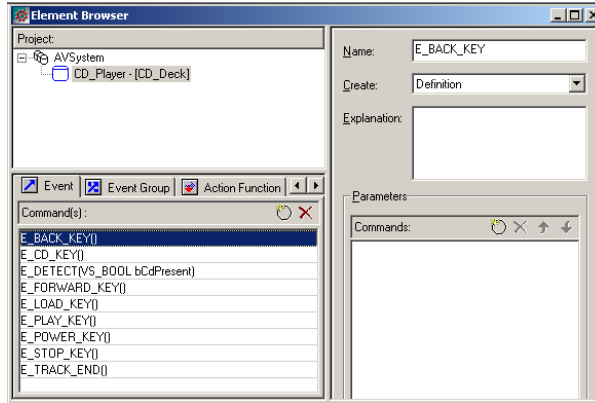 Element Browser
Project:
AVSystem
CD_Player - [CD_Deck]
Event
Event Group
Action Function
Command(s) :
E_BACK_KEY()
E_CD_KEY()
E_DETECT(VS_BOOL bCdPresent)
E_FORWARD_KEY()
E_LOAD_KEY()
E_PLAY_KEY()
E_POWER_KEY()
E_STOP_KEY()
E_TRACK_END()
Name: E_BACK_KEY
Create: Definition
Explanation:
Parameters
Commands: